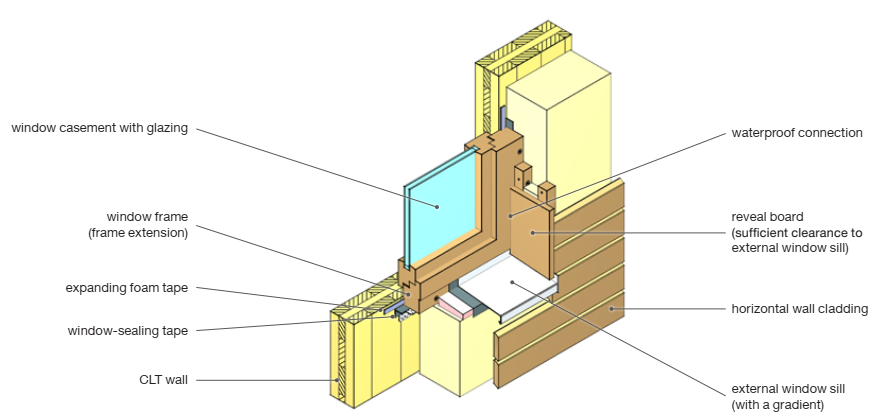 window casement with glazing
window frame
(frame extension)
expanding foam tape
window-sealing tape
CLT wall
waterproof connection
reveal board
(sufficient clearance to
external window sill)
horizontal wall cladding
external window sill
(with a gradient)